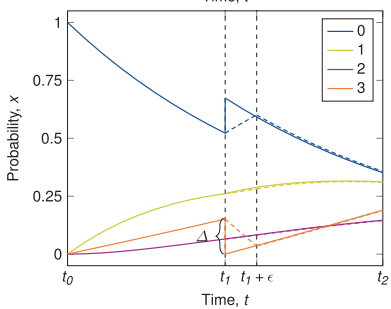 Time, t
1
0.75
0.5
0.25
0
Probability, x
0
1
2
3
Δ
t₀
t₁
t₁ + ϵ
t₂
Time, t